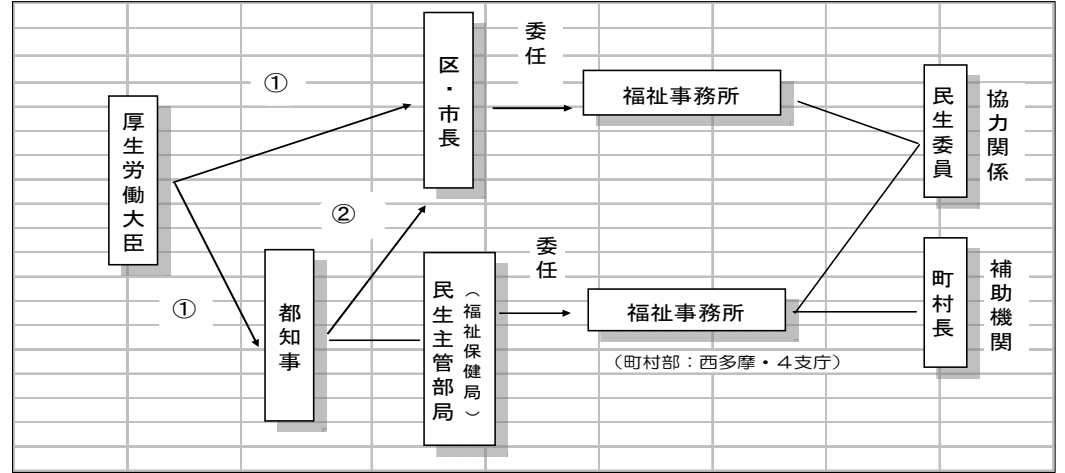 ①
厚生労働大臣
①
②
都知事
区・市長
委任
福祉事務所
民生主管部局
（福祉保健局）
委任
福祉事務所
（町村部：西多摩・４支庁）
民生委員
協力関係
町村長
補助機関